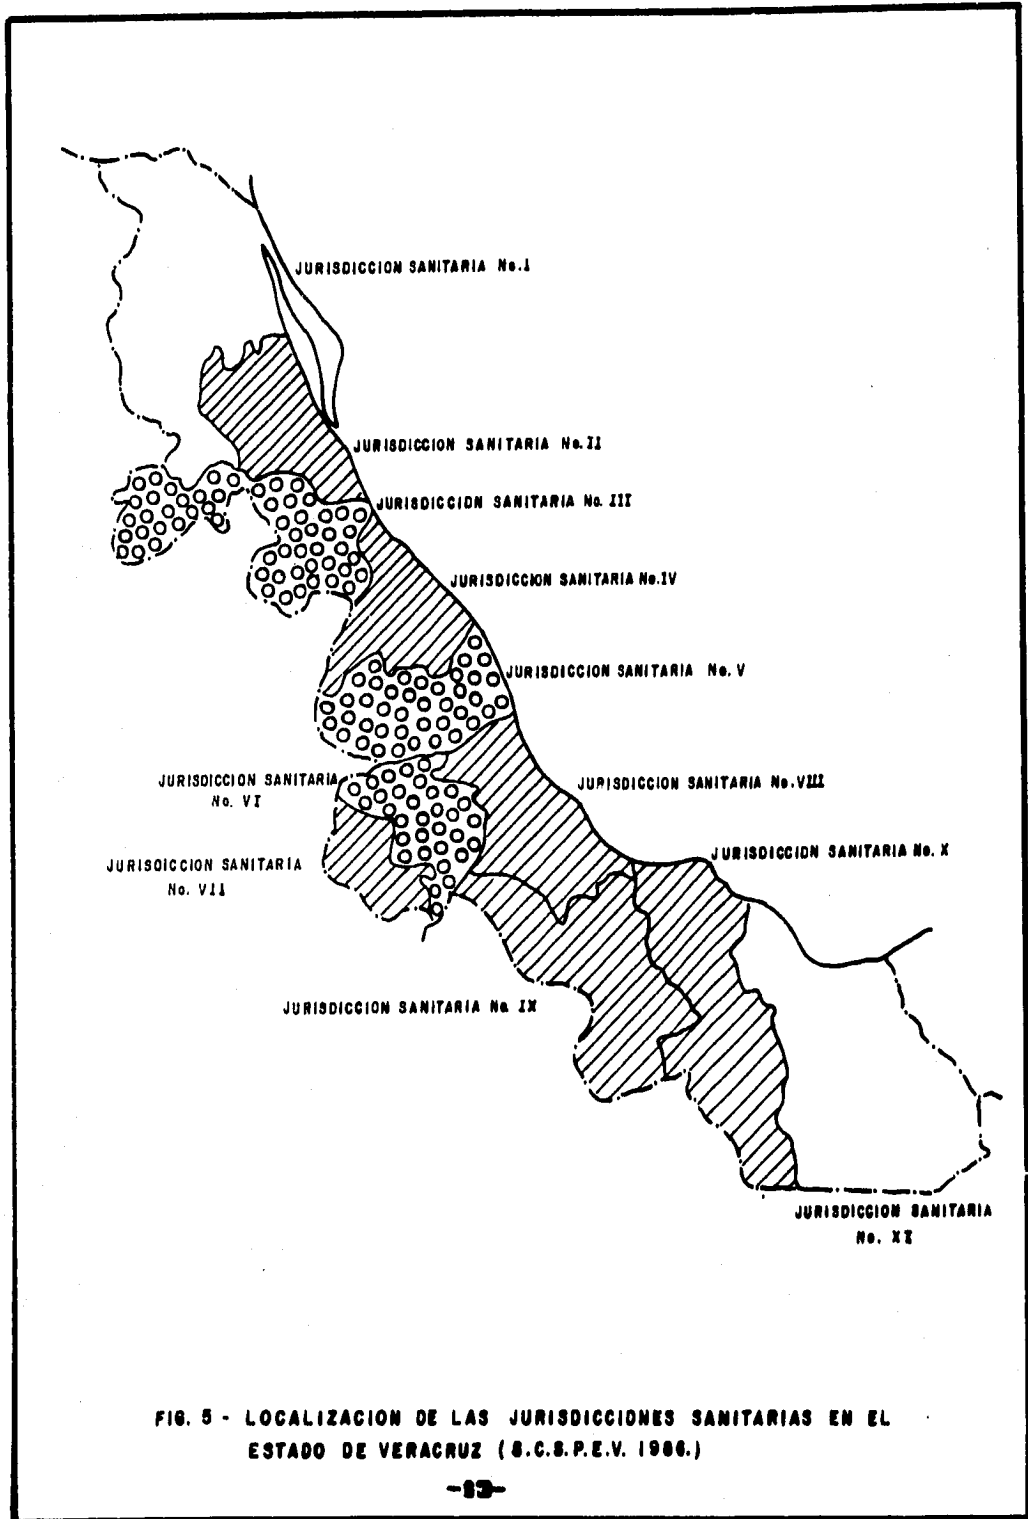 JURISDICCION SANITARIA No. I
JURISDICCION SANITARIA No. II
JURISDICCION SANITARIA No. III
JURISDICCION SANITARIA No. IV
JURISDICCION SANITARIA No. V
JURISDICCION SANITARIA
No. VI
JURISDICCION SANITARIA No. VIII
JURISDICCION SANITARIA No. X
JURISDICCION SANITARIA
No. VII
JURISDICCION SANITARIA No. IX
JURISDICCION SANITARIA
No. XI
FIG. 5 - LOCALIZACION DE LAS JURISDICCIONES SANITARIAS EN EL
ESTADO DE VERACRUZ (S.C.S.P.E.V. 1986.)